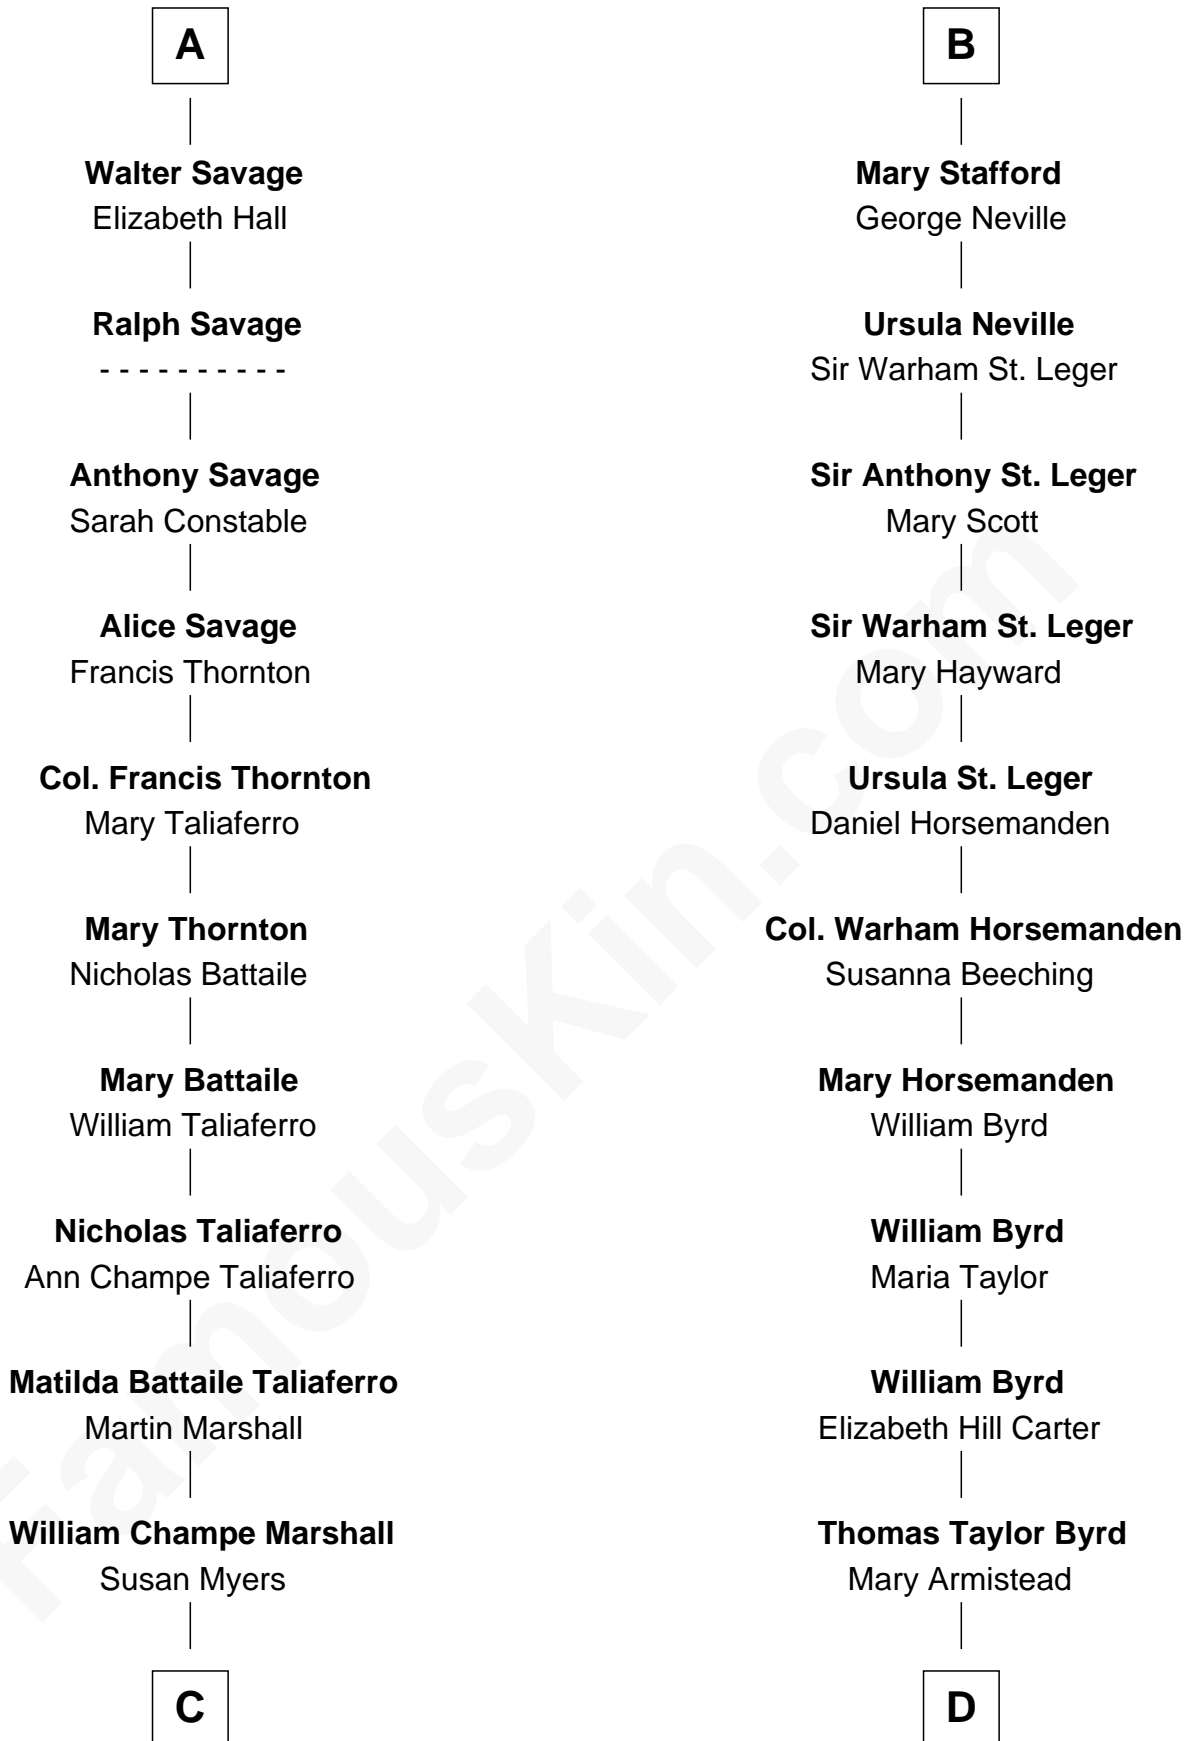 A
Walter Savage
Elizabeth Hall
Ralph Savage
- - - - - - - - - -
Anthony Savage
Sarah Constable
Alice Savage
Francis Thornton
Col. Francis Thornton
Mary Taliaferro
Mary Thornton
Nicholas Battaile
Mary Battaile
William Taliaferro
Nicholas Taliaferro
Ann Champe Taliaferro
Matilda Battaile Taliaferro
Martin Marshall
William Champe Marshall
Susan Myers
C
B
Mary Stafford
George Neville
Ursula Neville
Sir Warham St. Leger
Sir Anthony St. Leger
Mary Scott
Sir Warham St. Leger
Mary Hayward
Ursula St. Leger
Daniel Horsemanden
Col. Warham Horsemanden
Susanna Beeching
Mary Horsemanden
William Byrd
William Byrd
Maria Taylor
William Byrd
Elizabeth Hill Carter
Thomas Taylor Byrd
Mary Armistead
D
FamousKin.com